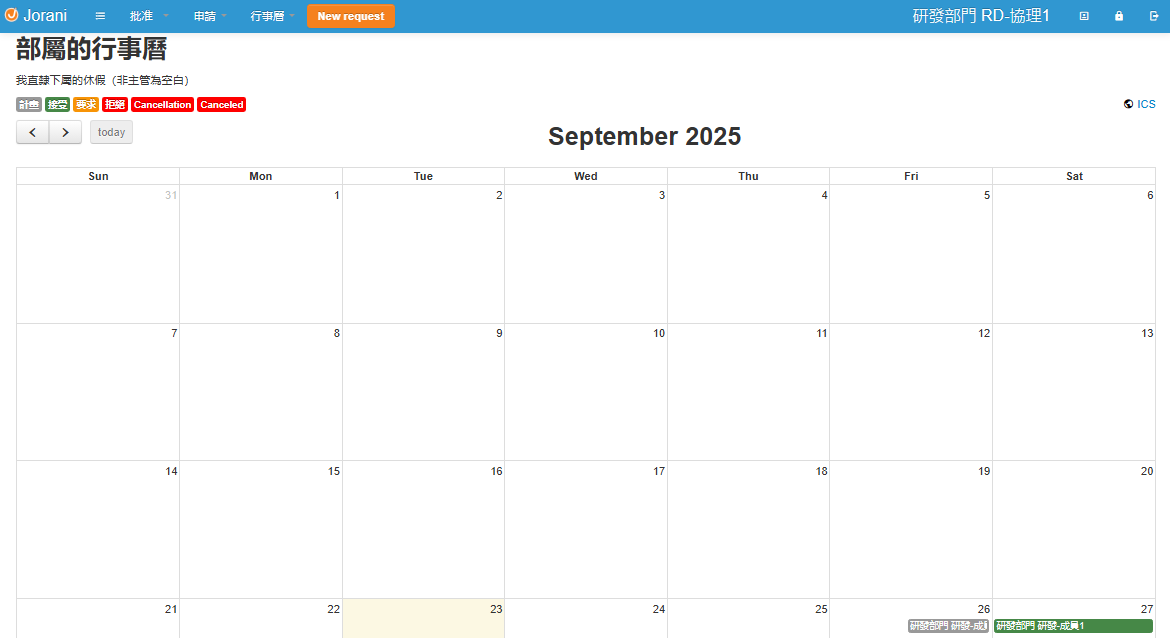 Jorani 批准 申請 行事曆 New request 研發部門 RD-協理1
部屬的行事曆
我直隸下屬的休假（非主管為空白）
計畫 接受 要求 拒絕 Cancellation Canceled ICS
today September 2025
Sun Mon Tue Wed Thu Fri Sat
31 1 2 3 4 5 6
7 8 9 10 11 12 13
14 15 16 17 18 19 20
21 22 23 24 25 26 27
研發部門 研發-成員 研發部門 研發-成員1